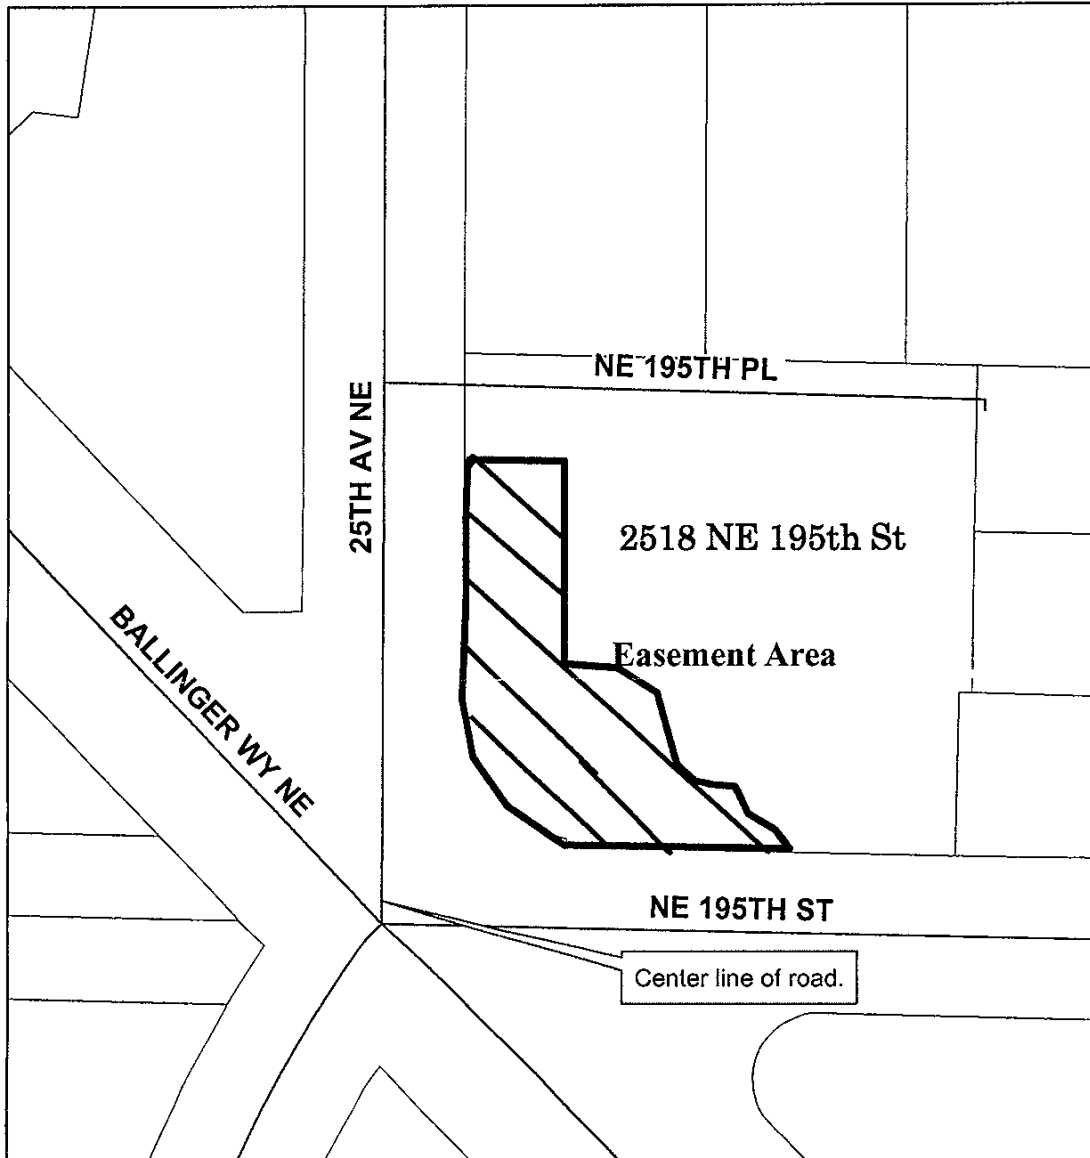 NE 195TH PL
25TH AV NE
2518 NE 195th St
Easement Area
BALLINGER WY NE
NE 195TH ST
Center line of road.